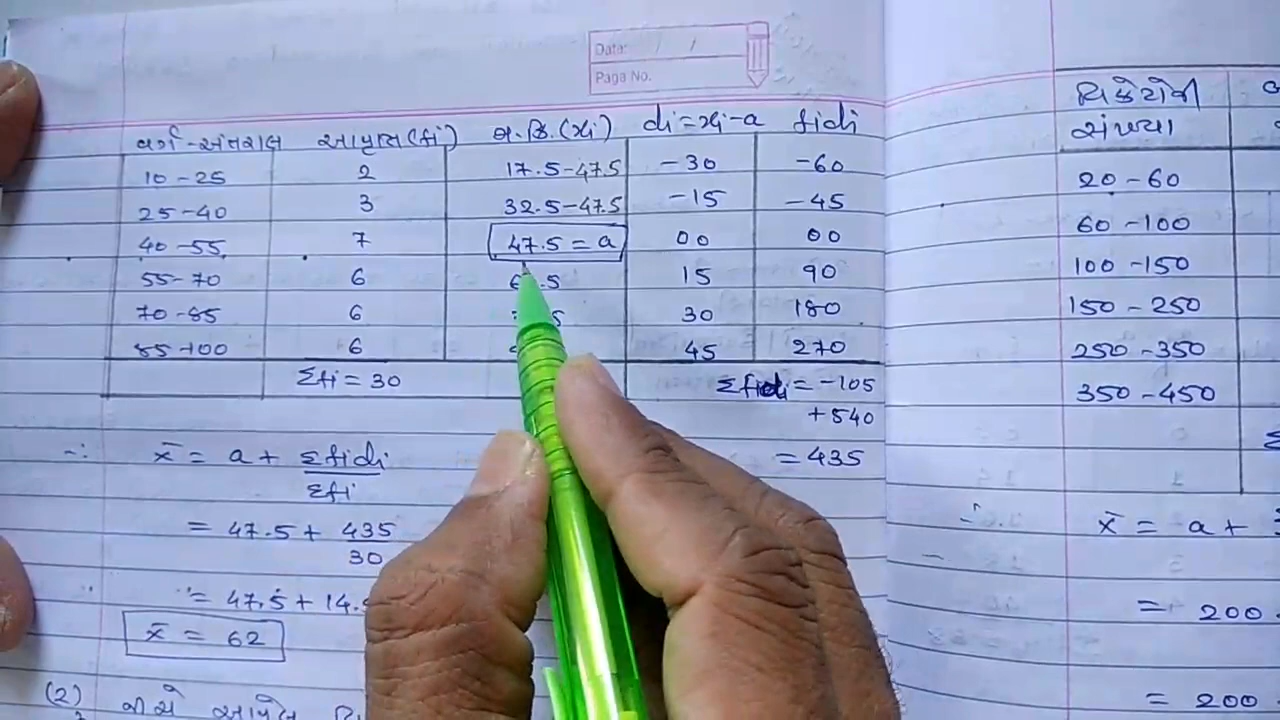 Date: / /
Page No.
વર્ગ-અંતરાલ આવૃત્તિ (fi) મ.કિ.(xi) di=xi-a fidi
10-25 2 17.5-47.5 -30 -60
25-40 3 32.5-47.5 -15 -45
40-55 7 47.5 = a 00 00
55-70 6 15 90
70-85 6 30 180
85-100 6 45 270
Σfi = 30 Σfidi = -105
+540
= 435
∴ x̄ = a + Σfidi
Σfi
= 47.5 + 435
30
= 47.5 + 14.
x̄ = 62
(2) નીચે આપેલ
વિકેટોની
સંખ્યા
20-60
60-100
100-150
150-250
250-350
350-450
∴ x̄ = a +
= 200
= 200